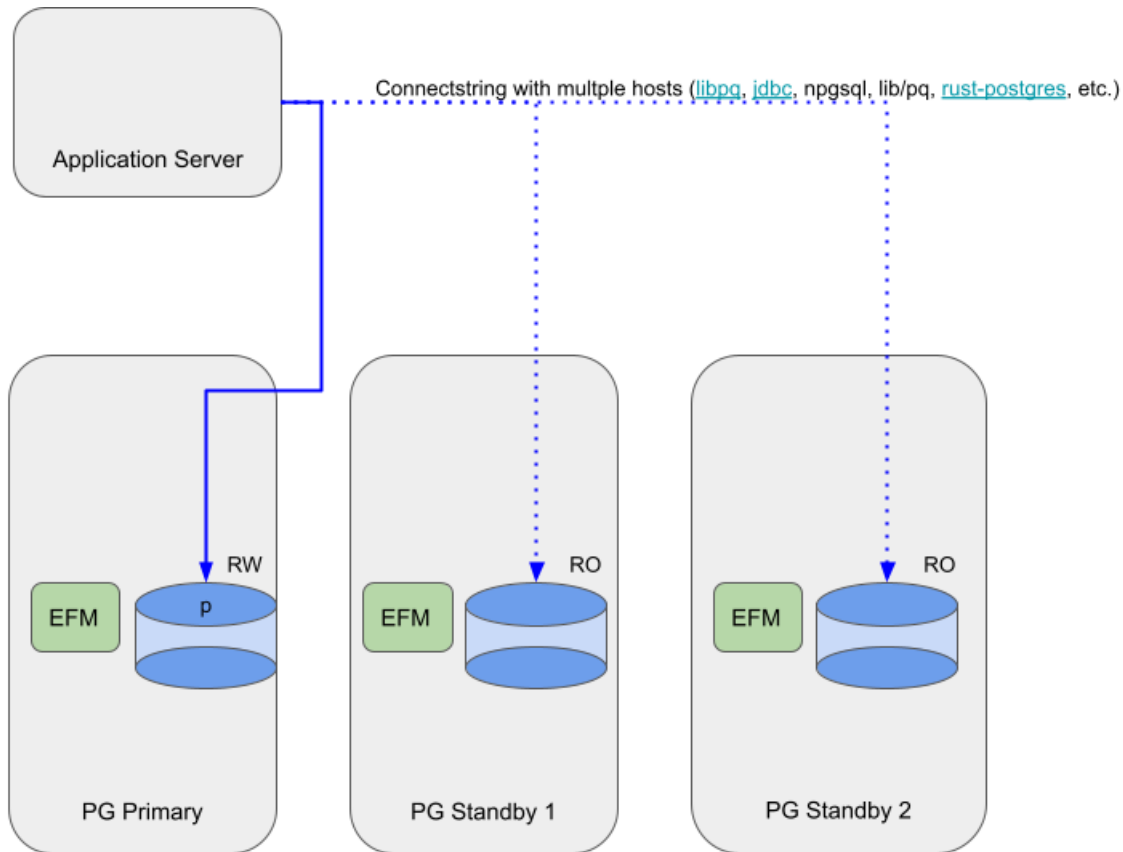 Connectstring with multple hosts (libpq, jdbc, npgsql, lib/pq, rust-postgres, etc.)
Application Server
RW
RO
RO
EFM
p
EFM
EFM
PG Primary
PG Standby 1
PG Standby 2